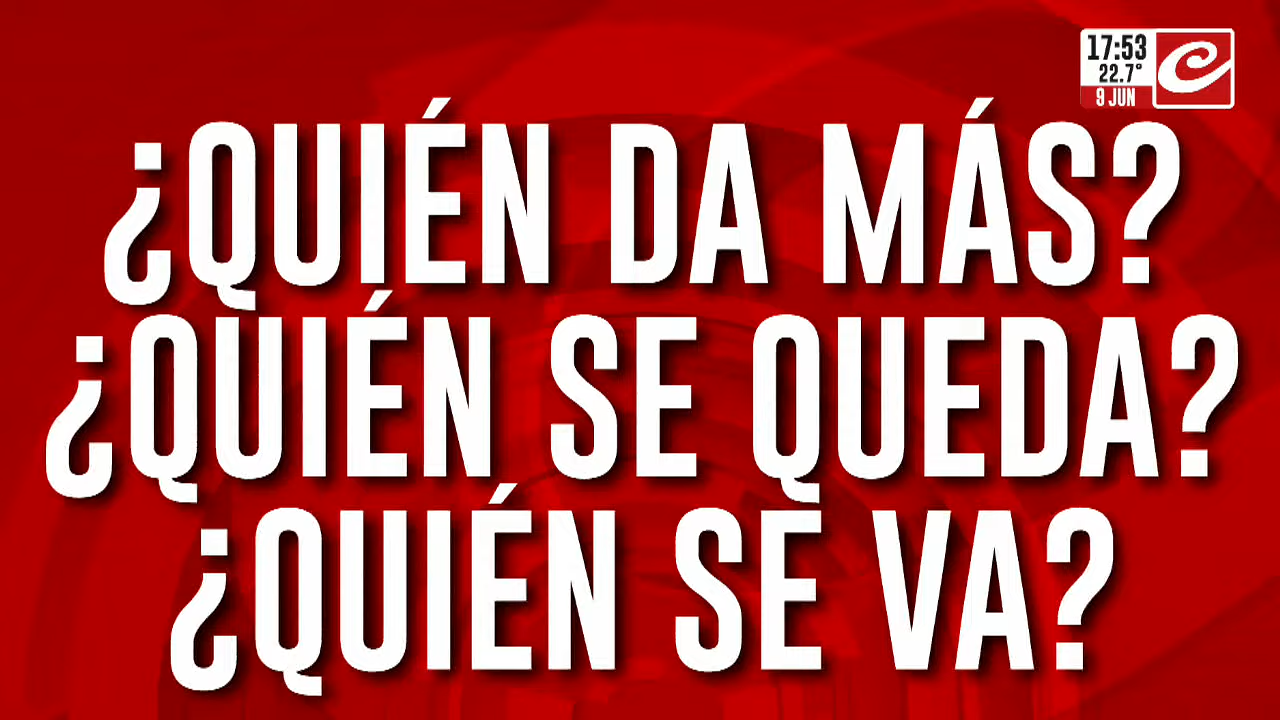 17:53
22.7°
9 JUN
¿QUIÉN DA MÁS?
¿QUIÉN SE QUEDA?
¿QUIÉN SE VA?